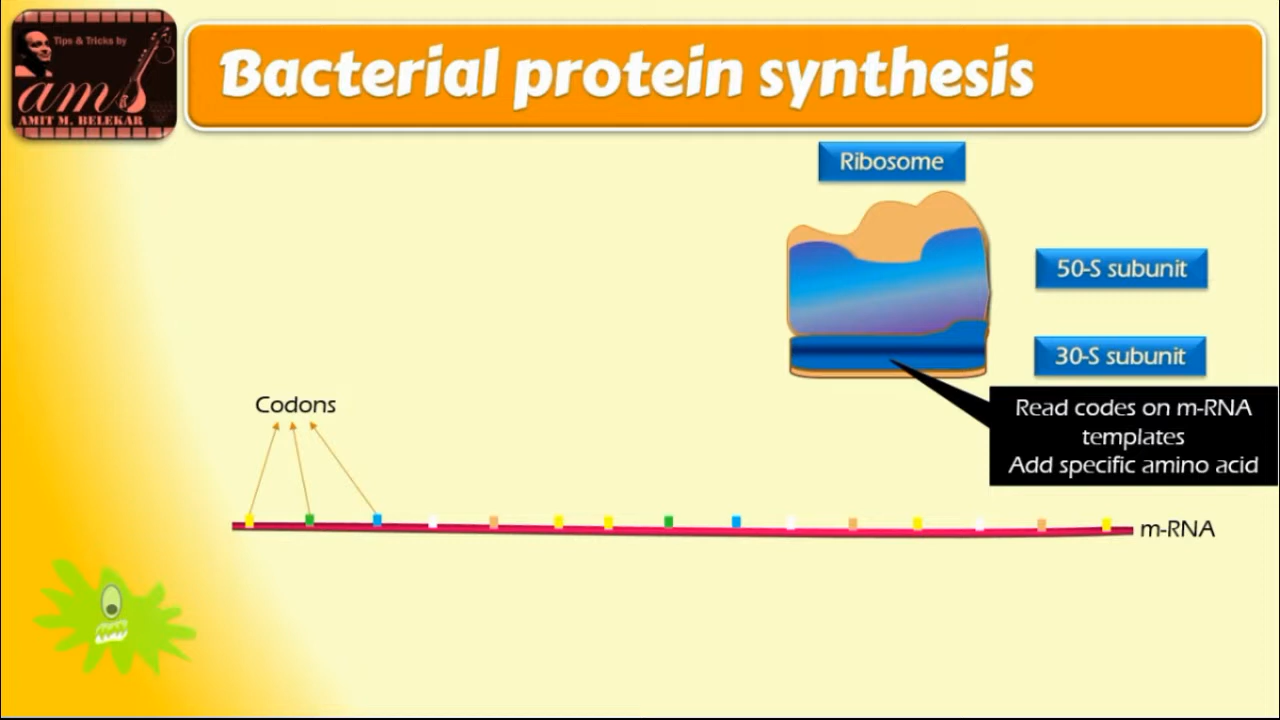 Tips & Tricks by
am
AMIT M. BELEKAR
Bacterial protein synthesis
Ribosome
50-S subunit
30-S subunit
Read codes on m-RNA
templates
Add specific amino acid
Codons
m-RNA